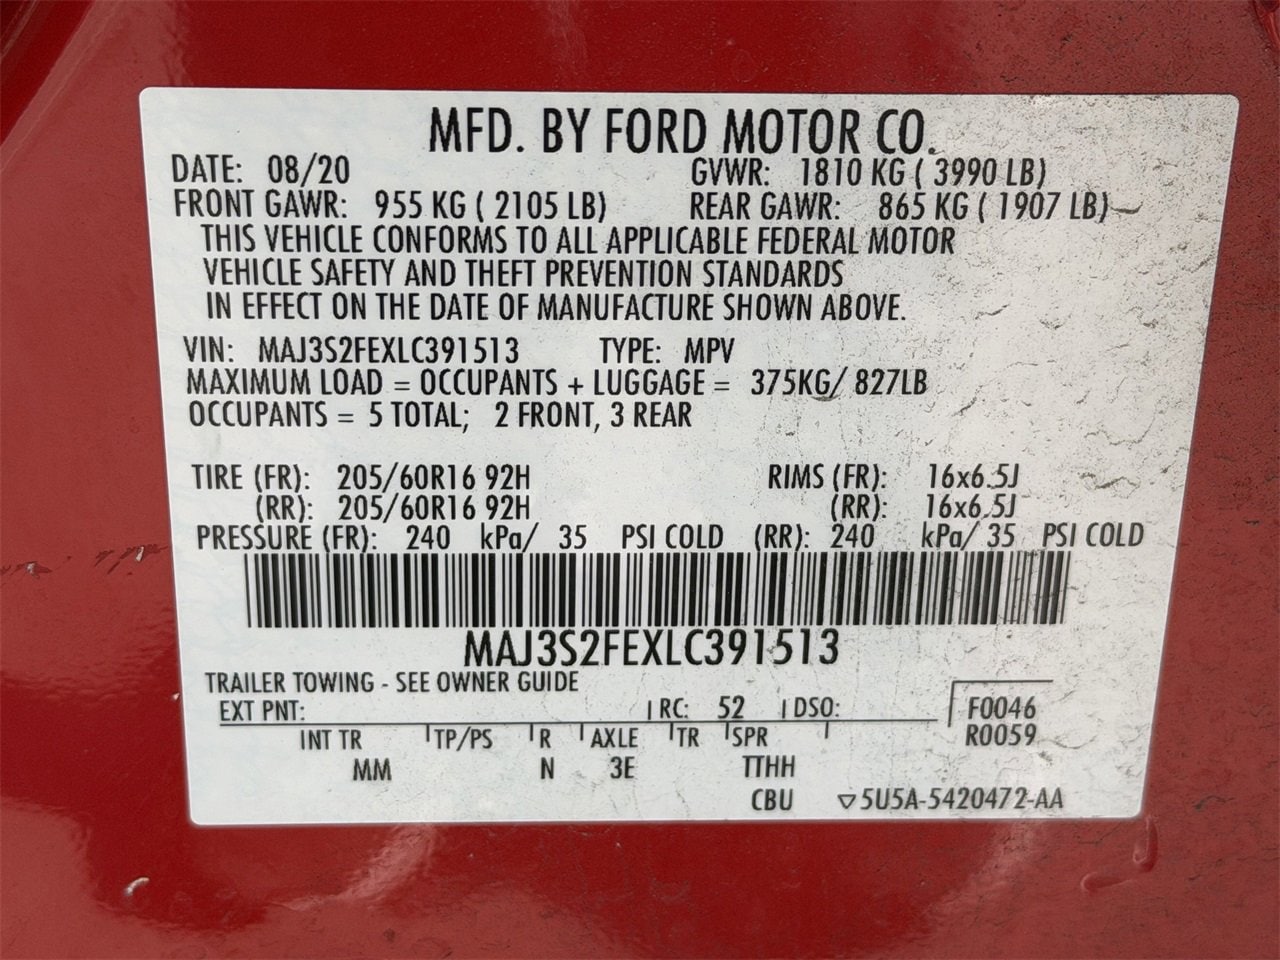 MFD. BY FORD MOTOR CO.
DATE: 08/20 GVWR: 1810 KG ( 3990 LB)
FRONT GAWR: 955 KG ( 2105 LB) REAR GAWR: 865 KG ( 1907 LB)
THIS VEHICLE CONFORMS TO ALL APPLICABLE FEDERAL MOTOR
VEHICLE SAFETY AND THEFT PREVENTION STANDARDS
IN EFFECT ON THE DATE OF MANUFACTURE SHOWN ABOVE.
VIN: MAJ3S2FEXLC391513 TYPE: MPV
MAXIMUM LOAD = OCCUPANTS + LUGGAGE = 375KG/ 827LB
OCCUPANTS = 5 TOTAL; 2 FRONT, 3 REAR
TIRE (FR): 205/60R16 92H RIMS (FR): 16x6.5J
(RR): 205/60R16 92H (RR): 16x6.5J
PRESSURE (FR): 240 kPa/ 35 PSI COLD (RR): 240 kPa/ 35 PSI COLD
MAJ3S2FEXLC391513
TRAILER TOWING - SEE OWNER GUIDE
EXT PNT: RC: 52 DSO: F0046
INT TR TP/PS R AXLE TR SPR R0059
MM N 3E TTHH
CBU ▽5U5A-5420472-AA